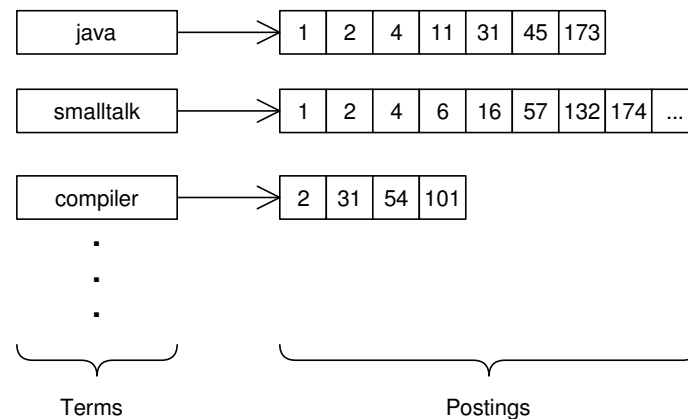 java 1 2 4 11 31 45 173
smalltalk 1 2 4 6 16 57 132 174 ...
compiler 2 31 54 101
Terms Postings